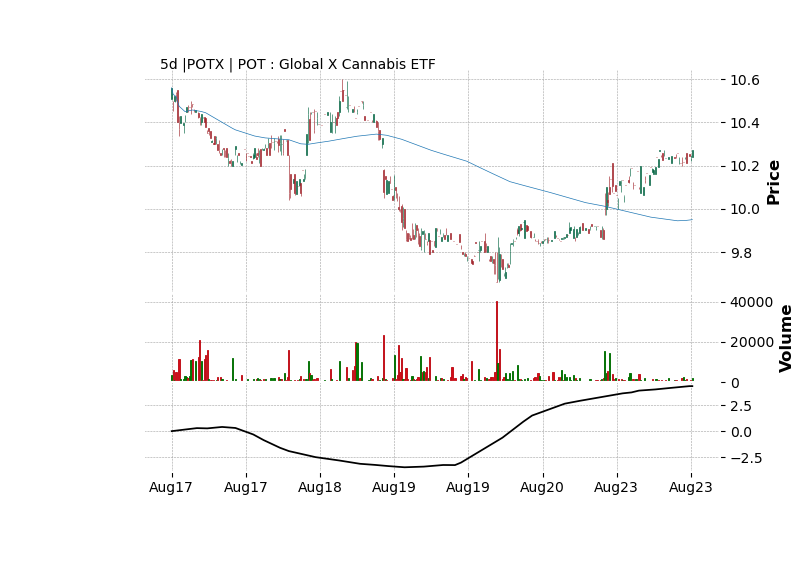 5d |POTX | POT : Global X Cannabis ETF
10.6
10.4
10.2
10.0
9.8
Price
40000
20000
0
Volume
2.5
0.0
−2.5
Aug17 Aug17 Aug18 Aug19 Aug19 Aug20 Aug23 Aug23